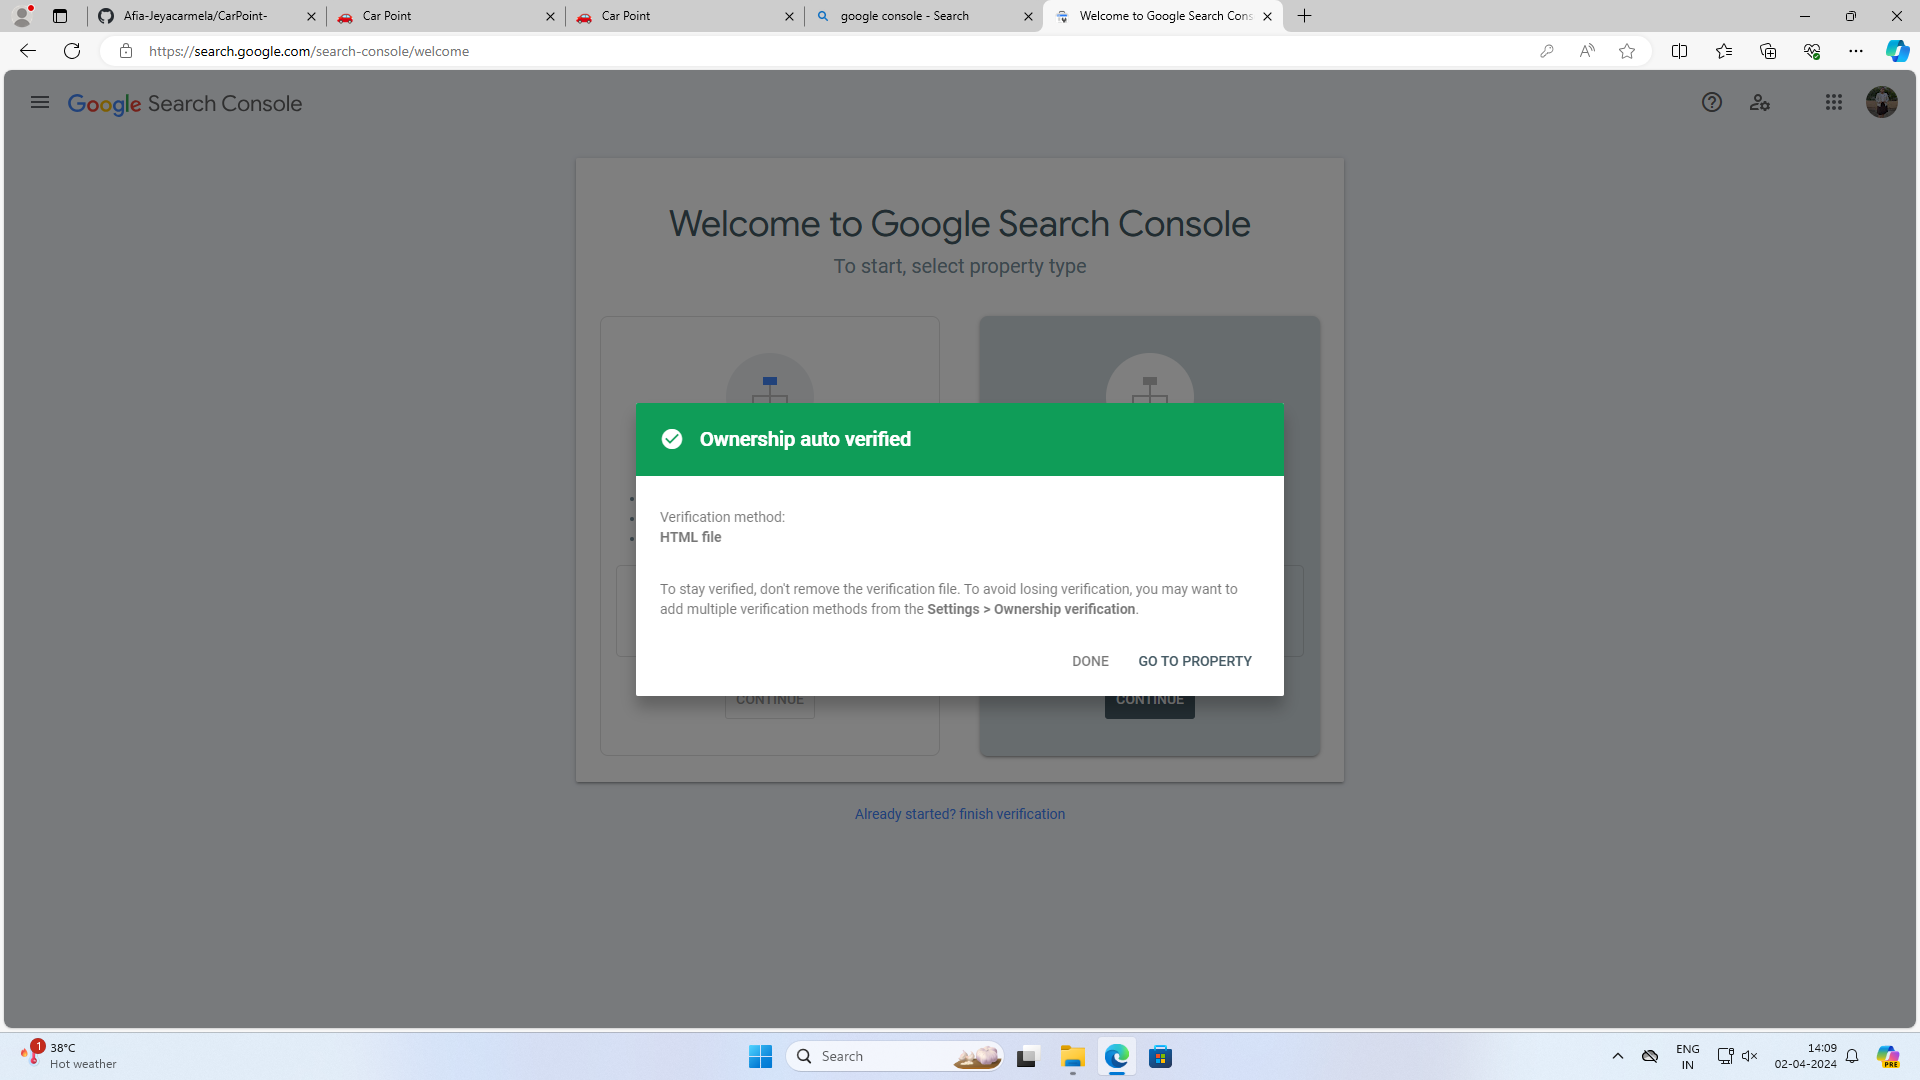 Afia-Jeyacarmela/CarPoint-
Car Point
Car Point
google console - Search
Welcome to Google Search Cons
https://search.google.com/search-console/welcome
Google Search Console
Welcome to Google Search Console
To start, select property type
Ownership auto verified
Verification method:
HTML file
To stay verified, don't remove the verification file. To avoid losing verification, you may want to
add multiple verification methods from the Settings > Ownership verification.
DONE
GO TO PROPERTY
CONTINUE
CONTINUE
Already started? finish verification
1
38°C
Hot weather
Search
ENG
IN
14:09
02-04-2024
PRE